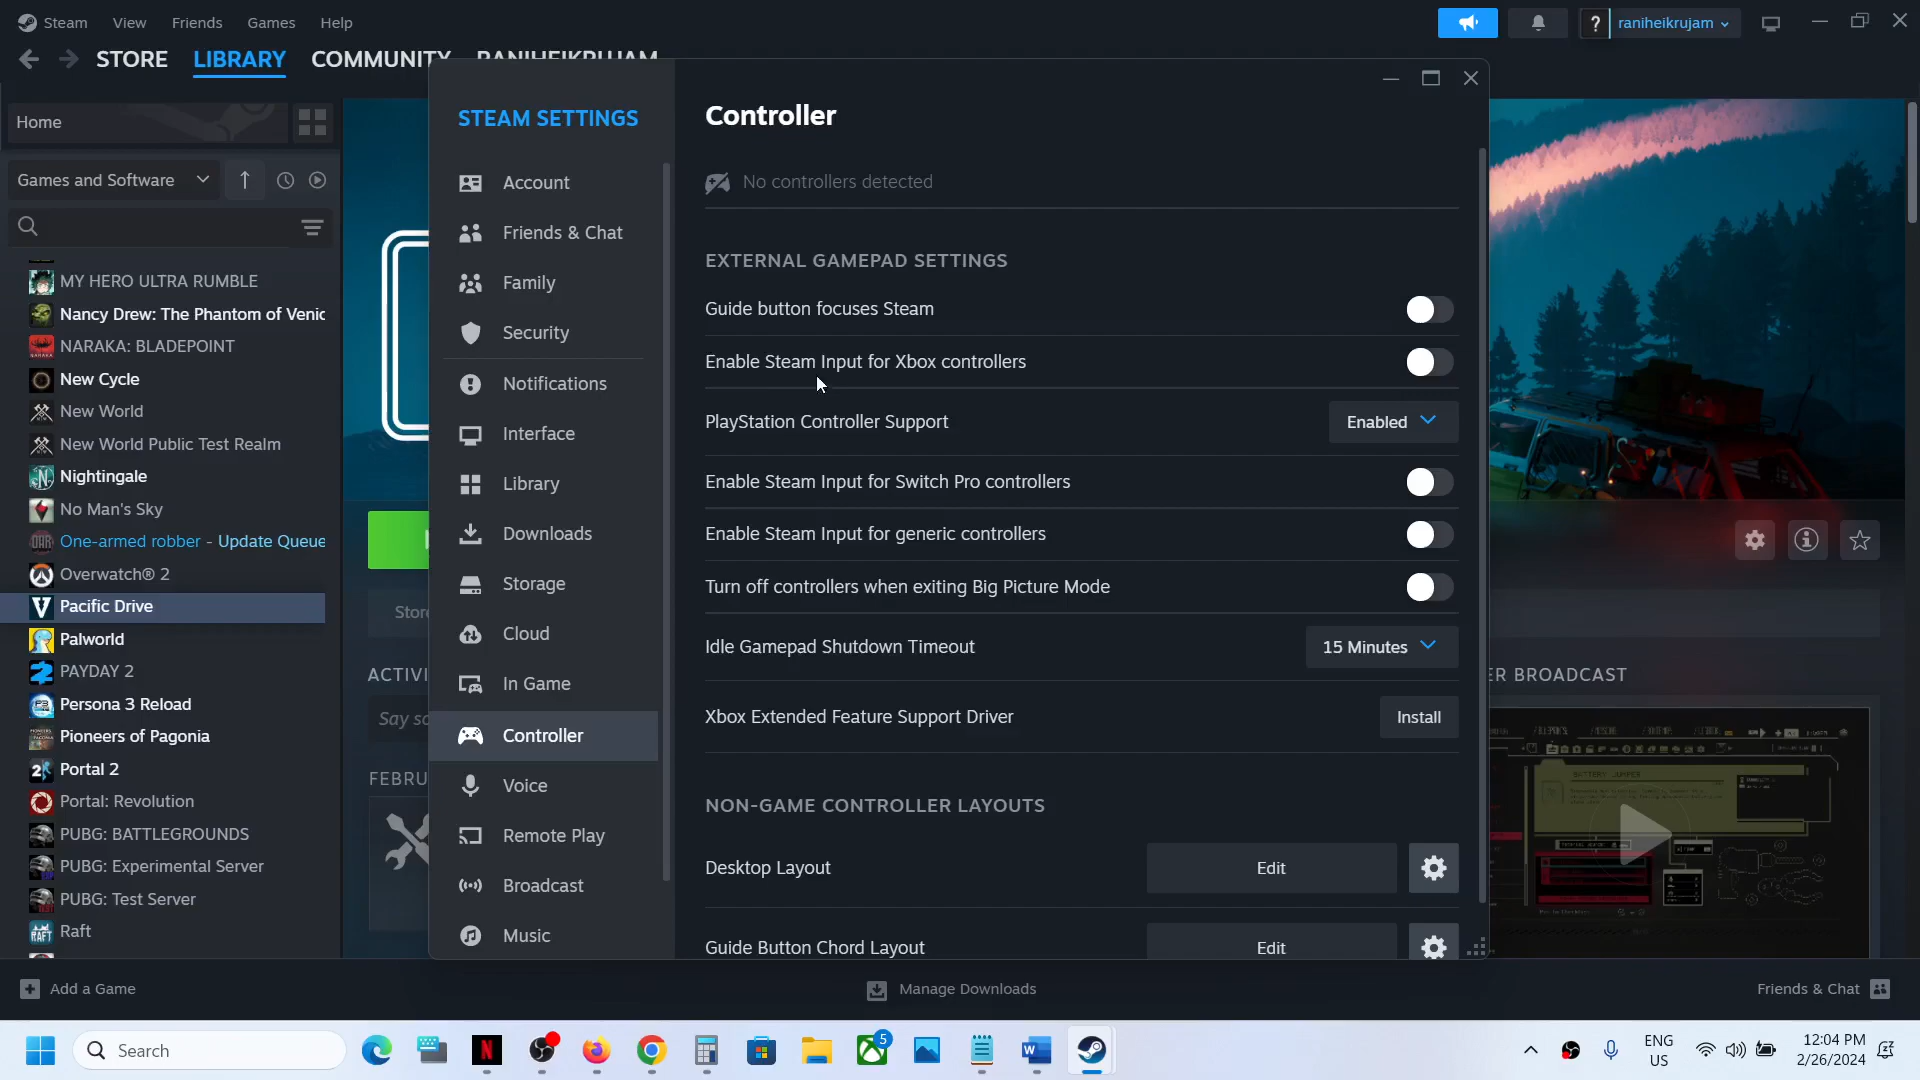 Steam View Friends Games Help
raniheikrujam
STORE LIBRARY COMMUNITY RANIHEIKRUJAM
Home
Games and Software
MY HERO ULTRA RUMBLE
Nancy Drew: The Phantom of Venic
NARAKA: BLADEPOINT
New Cycle
New World
New World Public Test Realm
Nightingale
No Man's Sky
One-armed robber - Update Queue
Overwatch® 2
Pacific Drive
Palworld
PAYDAY 2
Persona 3 Reload
Pioneers of Pagonia
Portal 2
Portal: Revolution
PUBG: BATTLEGROUNDS
PUBG: Experimental Server
PUBG: Test Server
Raft
Add a Game
Stor
ACTIVI
Say so
FEBRU
STEAM SETTINGS
Account
Friends & Chat
Family
Security
Notifications
Interface
Library
Downloads
Storage
Cloud
In Game
Controller
Voice
Remote Play
Broadcast
Music
Controller
No controllers detected
EXTERNAL GAMEPAD SETTINGS
Guide button focuses Steam
Enable Steam Input for Xbox controllers
PlayStation Controller Support Enabled
Enable Steam Input for Switch Pro controllers
Enable Steam Input for generic controllers
Turn off controllers when exiting Big Picture Mode
Idle Gamepad Shutdown Timeout 15 Minutes
Xbox Extended Feature Support Driver Install
NON-GAME CONTROLLER LAYOUTS
Desktop Layout Edit
Guide Button Chord Layout Edit
ER BROADCAST
BATTERY JUMPER
Manage Downloads
Friends & Chat
Search
5
ENG
US
12:04 PM
2/26/2024